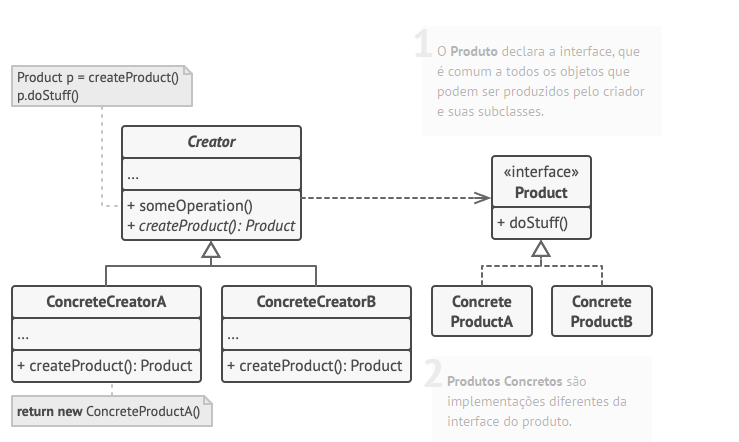 1
O Produto declara a interface, que
é comum a todos os objetos que
podem ser produzidos pelo criador
e suas subclasses.
Product p = createProduct()
p.doStuff()
Creator
...
+ someOperation()
+ createProduct(): Product
«interface»
Product
+ doStuff()
ConcreteCreatorA
...
+ createProduct(): Product
ConcreteCreatorB
...
+ createProduct(): Product
Concrete
ProductA
Concrete
ProductB
return new ConcreteProductA()
2
Produtos Concretos são
implementações diferentes da
interface do produto.